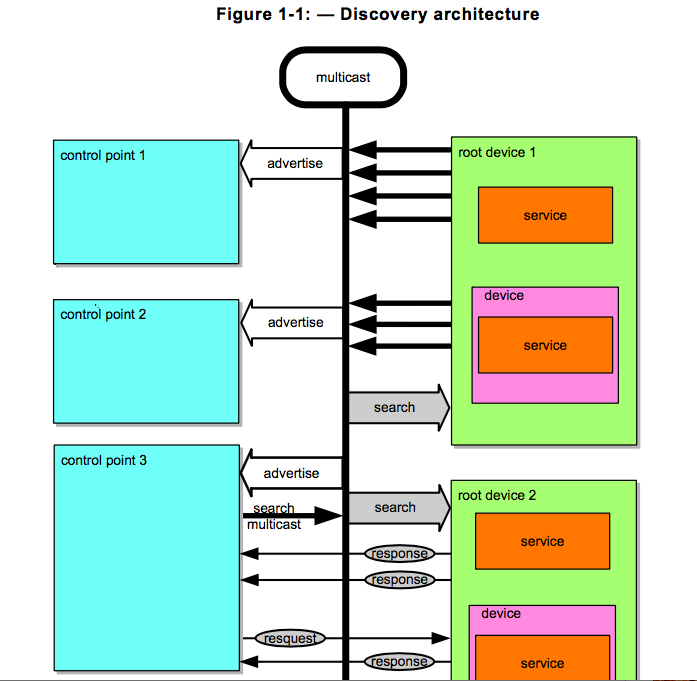 Figure 1-1: — Discovery architecture
multicast
control point 1
advertise
root device 1
service
device
service
control point 2
advertise
search
control point 3
advertise
search
multicast
search
root device 2
service
response
response
device
resquest
response
service